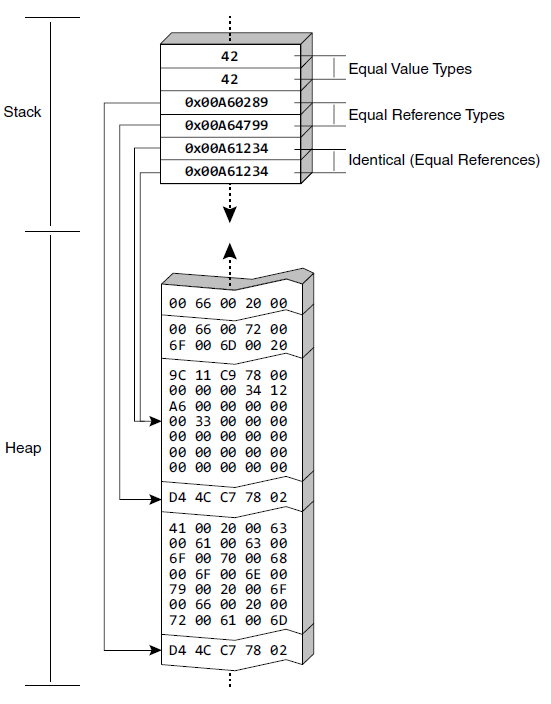 42
42
Equal Value Types
0x00A60289
0x00A64799
Equal Reference Types
Stack
0x00A61234
0x00A61234
Identical (Equal References)
00 66 00 20 00
00 66 00 72 00
6F 00 6D 00 20
9C 11 C9 78 00
00 00 00 34 12
A6 00 00 00 00
00 33 00 00 00
00 00 00 00 00
00 00 00 00 00
00 00 00 00 00
Heap
D4 4C C7 78 02
41 00 20 00 63
00 61 00 63 00
6F 00 70 00 68
00 6F 00 6E 00
79 00 20 00 6F
00 66 00 20 00
72 00 61 00 6D
D4 4C C7 78 02